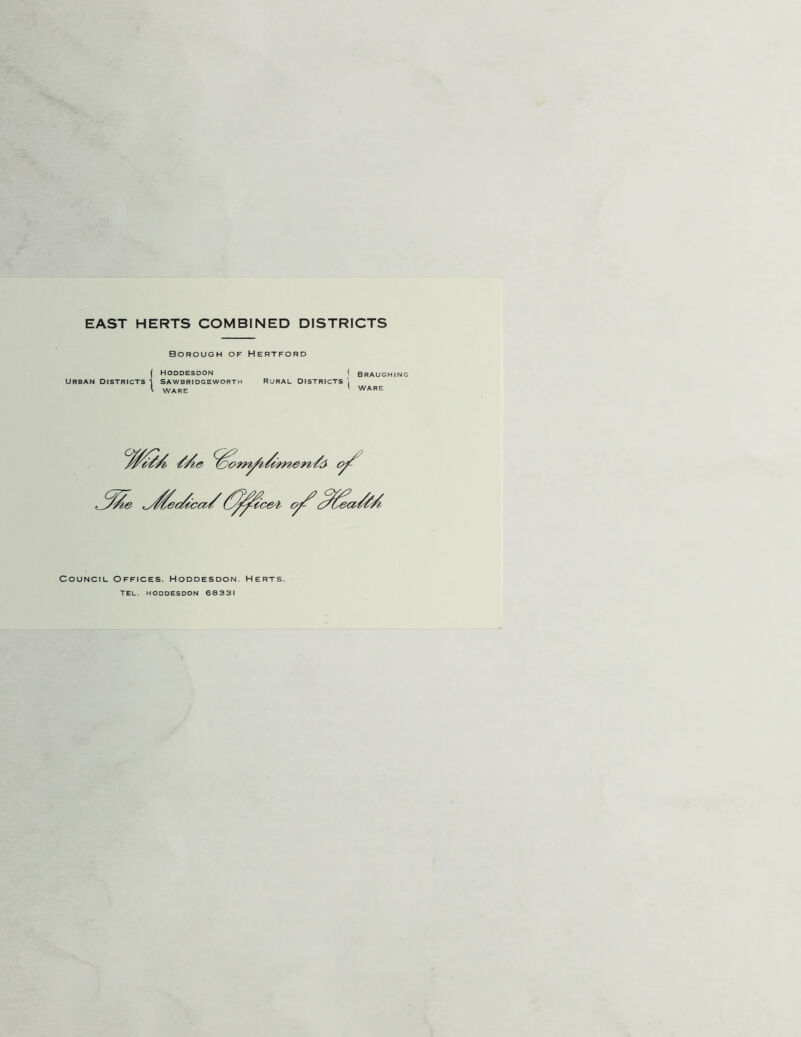 EAST HERTS COMBINED DISTRICTS
BOROUGH OF HERTFORD
URBAN DISTRICTS { HODDESDON
SAWBRIDGEWORTH
WARE
RURAL DISTRICTS { BRAUGHING
WARE
With the Compliments of
The Medical Officer of Health
COUNCIL OFFICES, HODDESDON, HERTS.
TEL. HODDESDON 68331